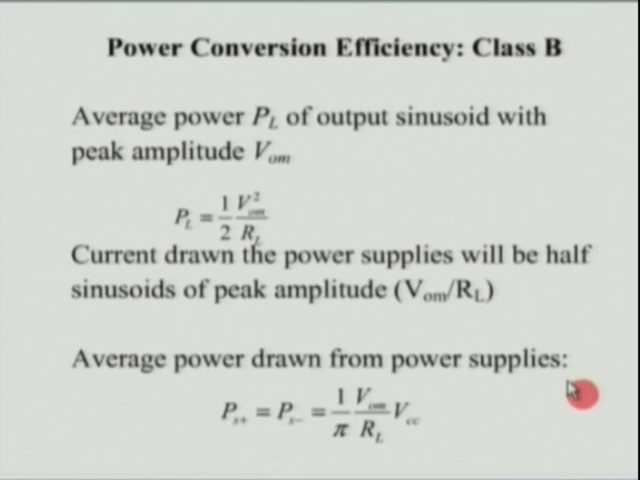 Power Conversion Efficiency: Class B
Average power P_L of output sinusoid with
peak amplitude V_om
P_L = 1/2 V_om^2/R_L
Current drawn the power supplies will be half
sinusoids of peak amplitude (V_om/R_L)
Average power drawn from power supplies:
P_s+ = P_s- = 1/π V_om/R_L V_cc